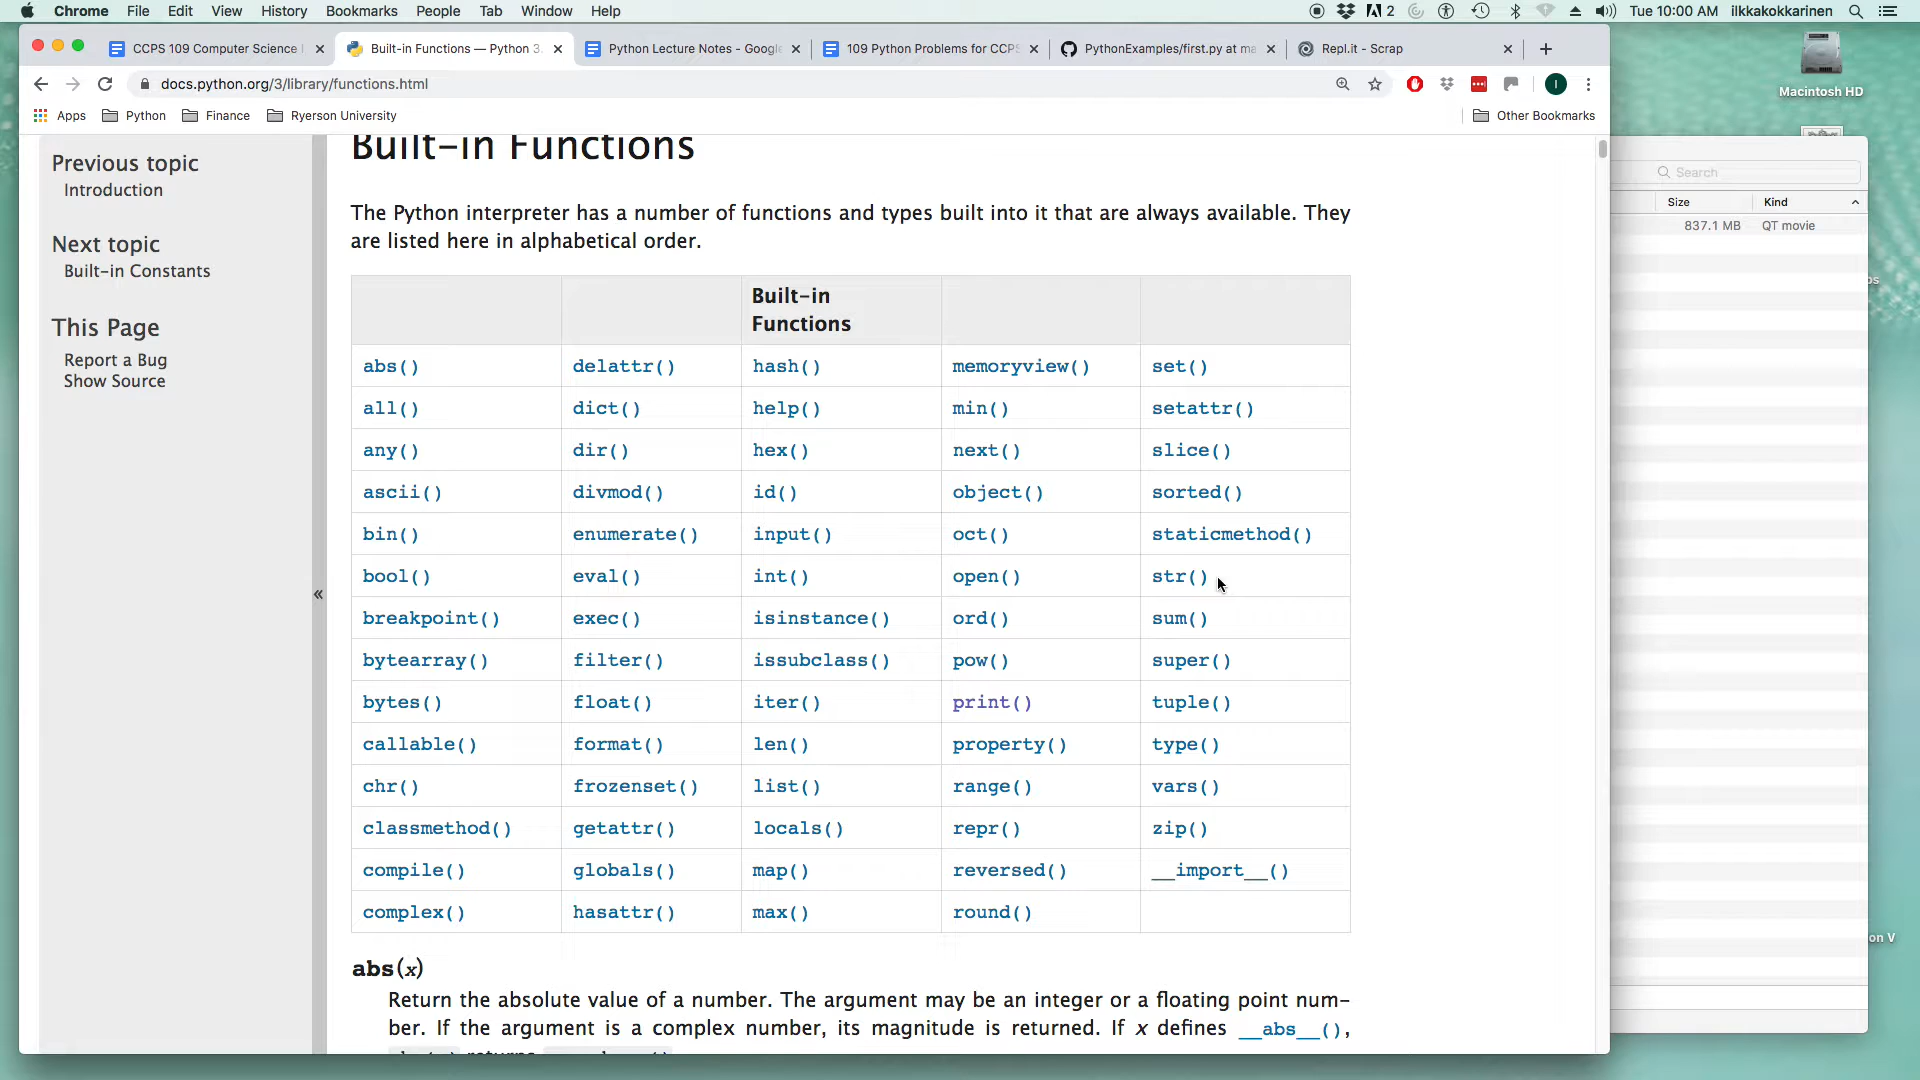 Chrome File Edit View History Bookmarks People Tab Window Help 2 Tue 10:00 AM ilkkakokkarinen
CCPS 109 Computer Science Built-in Functions — Python 3. Python Lecture Notes - Google 109 Python Problems for CCPS PythonExamples/first.py at ma Repl.it - Scrap
docs.python.org/3/library/functions.html
Apps Python Finance Ryerson University Other Bookmarks
Macintosh HD
Previous topic
Introduction
Next topic
Built-in Constants
This Page
Report a Bug
Show Source
«
Built-in Functions
The Python interpreter has a number of functions and types built into it that are always available. They
are listed here in alphabetical order.
Built-in
Functions
abs() delattr() hash() memoryview() set()
all() dict() help() min() setattr()
any() dir() hex() next() slice()
ascii() divmod() id() object() sorted()
bin() enumerate() input() oct() staticmethod()
bool() eval() int() open() str()
breakpoint() exec() isinstance() ord() sum()
bytearray() filter() issubclass() pow() super()
bytes() float() iter() print() tuple()
callable() format() len() property() type()
chr() frozenset() list() range() vars()
classmethod() getattr() locals() repr() zip()
compile() globals() map() reversed() __import__()
complex() hasattr() max() round()
abs(x)
Return the absolute value of a number. The argument may be an integer or a floating point num-
ber. If the argument is a complex number, its magnitude is returned. If x defines __abs__(),
Search
Size Kind
837.1 MB QT movie
os
on V